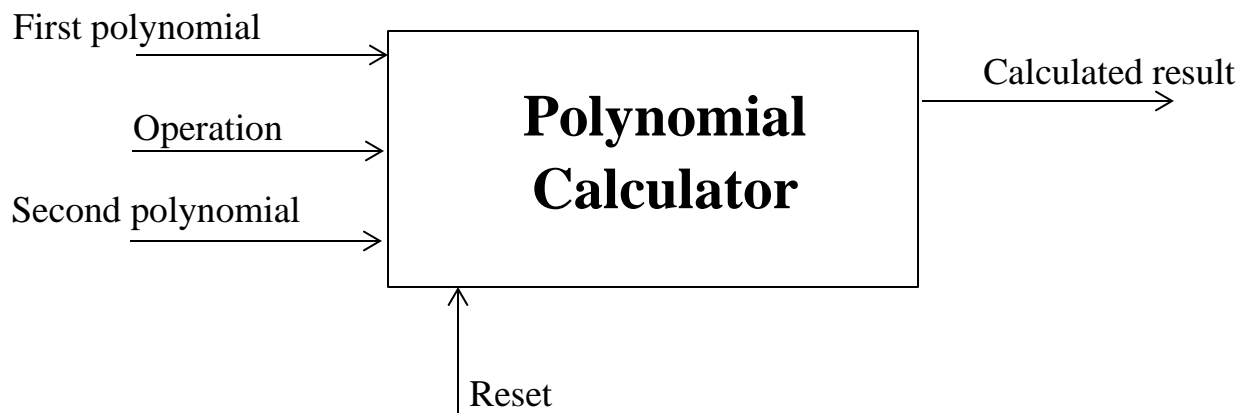 First polynomial
Calculated result
Polynomial
Operation
Calculator
Second polynomial
Reset